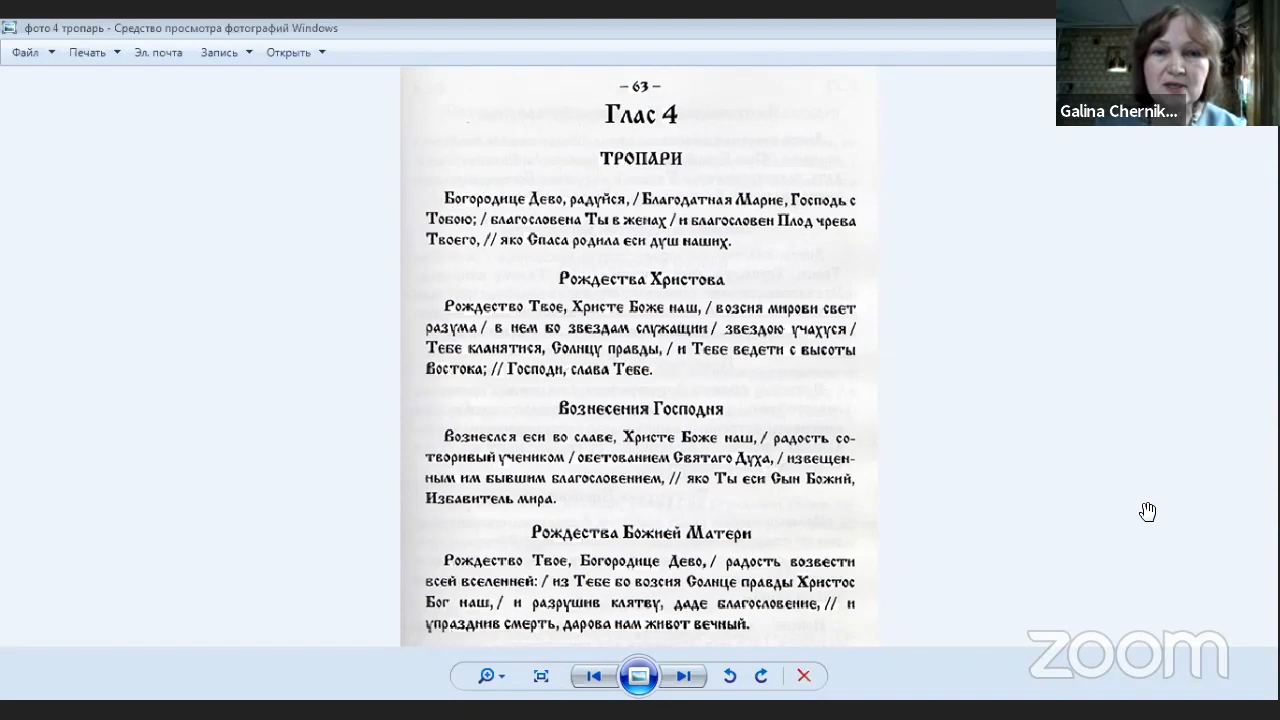 фото 4 тропарь - Средство просмотра фотографий Windows
Файл Печать Эл. почта Запись Открыть
Galina Chernik...
– 63 –
Глас 4
ТРОПАРИ
Богородице Дево, радуйся, / Благодатная Марие, Господь с
Тобою; / благословена Ты в женах / и благословен Плод чрева
Твоего, // яко Спаса родила еси душ наших.
Рождества Христова
Рождество Твое, Христе Боже наш, / возсия мирови свет
разума / в нем бо звездам служащии / звездою учахуся /
Тебе кланятися, Солнцу правды, / и Тебе ведети с высоты
Востока; // Господи, слава Тебе.
Вознесения Господня
Вознеслся еси во славе, Христе Боже наш, / радость со-
творивый учеником / обетованием Святаго Духа, / извещен-
ным им бывшим благословением, // яко Ты еси Сын Божий,
Избавитель мира.
Рождества Божией Матери
Рождество Твое, Богородице Дево, / радость возвести
всей вселенней: / из Тебе бо возсия Солнце правды Христос
Бог наш, / и разрушив клятву, даде благословение, // и
упразднив смерть, дарова нам живот вечный.
zoom